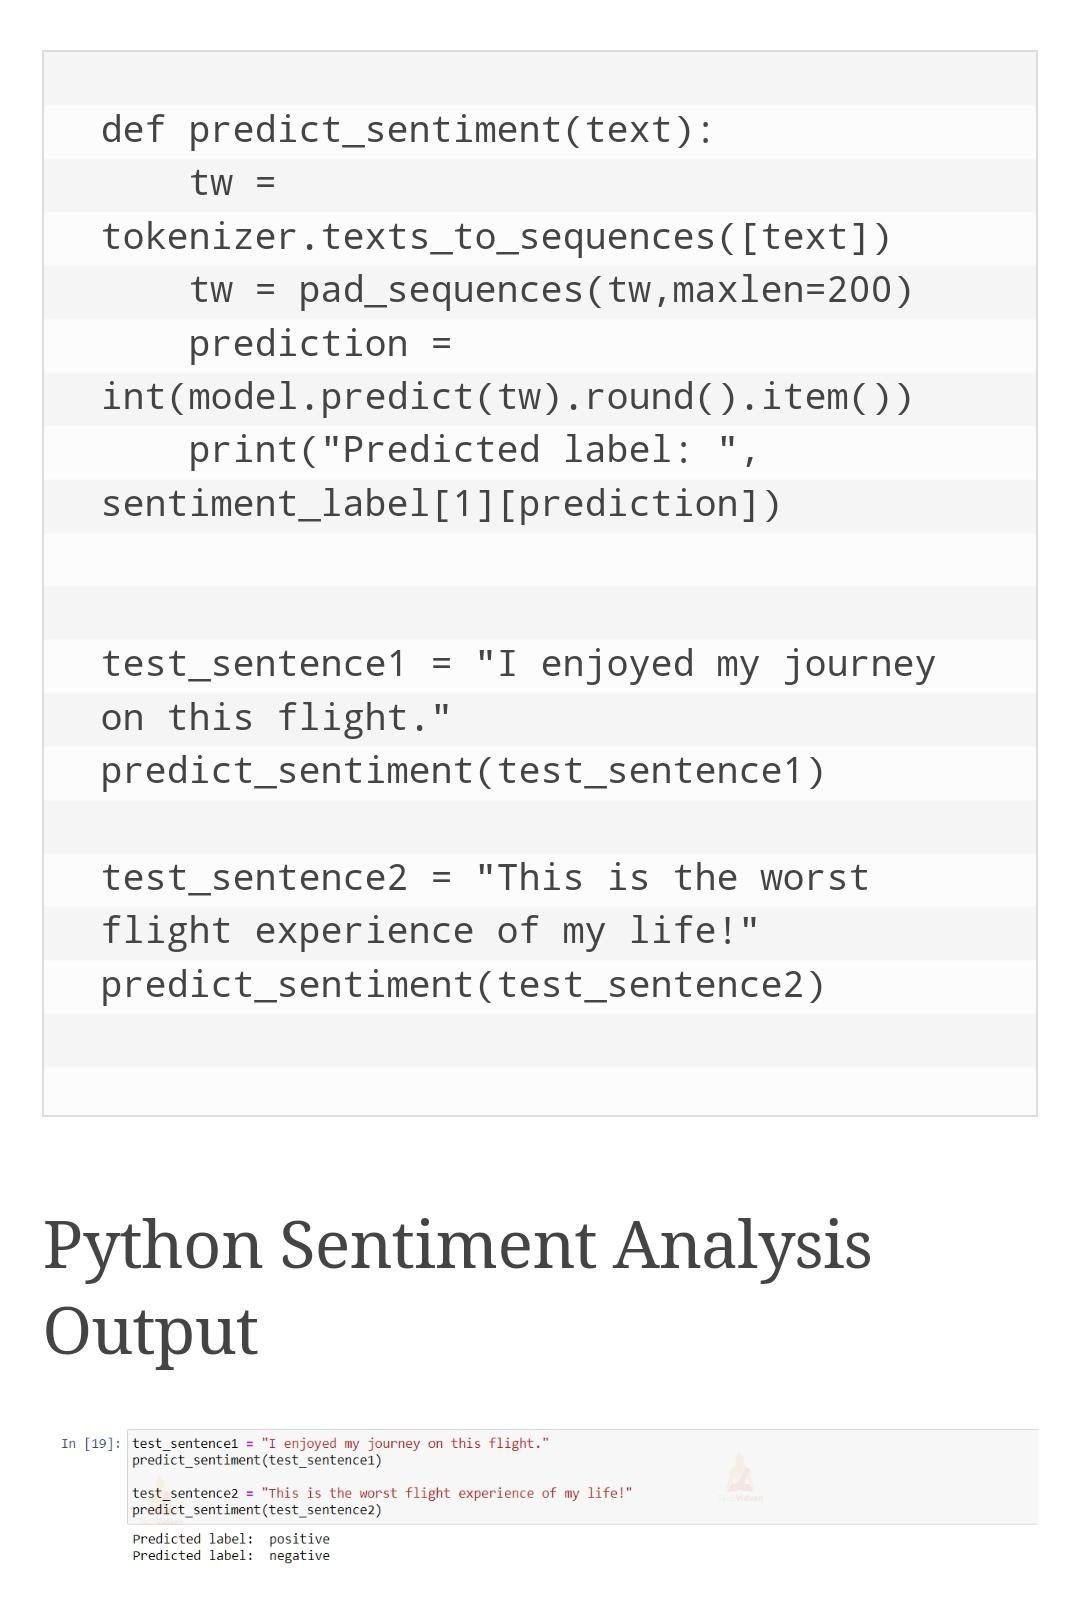 def predict_sentiment(text):
    tw =
tokenizer.texts_to_sequences([text])
    tw = pad_sequences(tw,maxlen=200)
    prediction =
int(model.predict(tw).round().item())
    print("Predicted label: ",
sentiment_label[1][prediction])
test_sentence1 = "I enjoyed my journey
on this flight."
predict_sentiment(test_sentence1)
test_sentence2 = "This is the worst
flight experience of my life!"
predict_sentiment(test_sentence2)
Python Sentiment Analysis
Output
In [19]: test_sentence1 = "I enjoyed my journey on this flight."
predict_sentiment(test_sentence1)
test_sentence2 = "This is the worst flight experience of my life!"
predict_sentiment(test_sentence2)
Predicted label:  positive
Predicted label:  negative